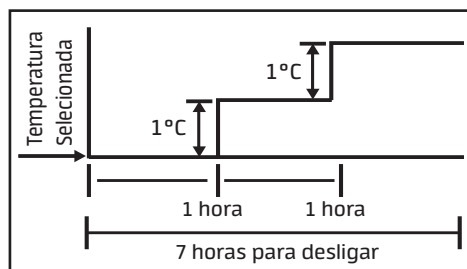 Temperatura
Selecionada
1°C
1°C
1 hora
1 hora
7 horas para desligar